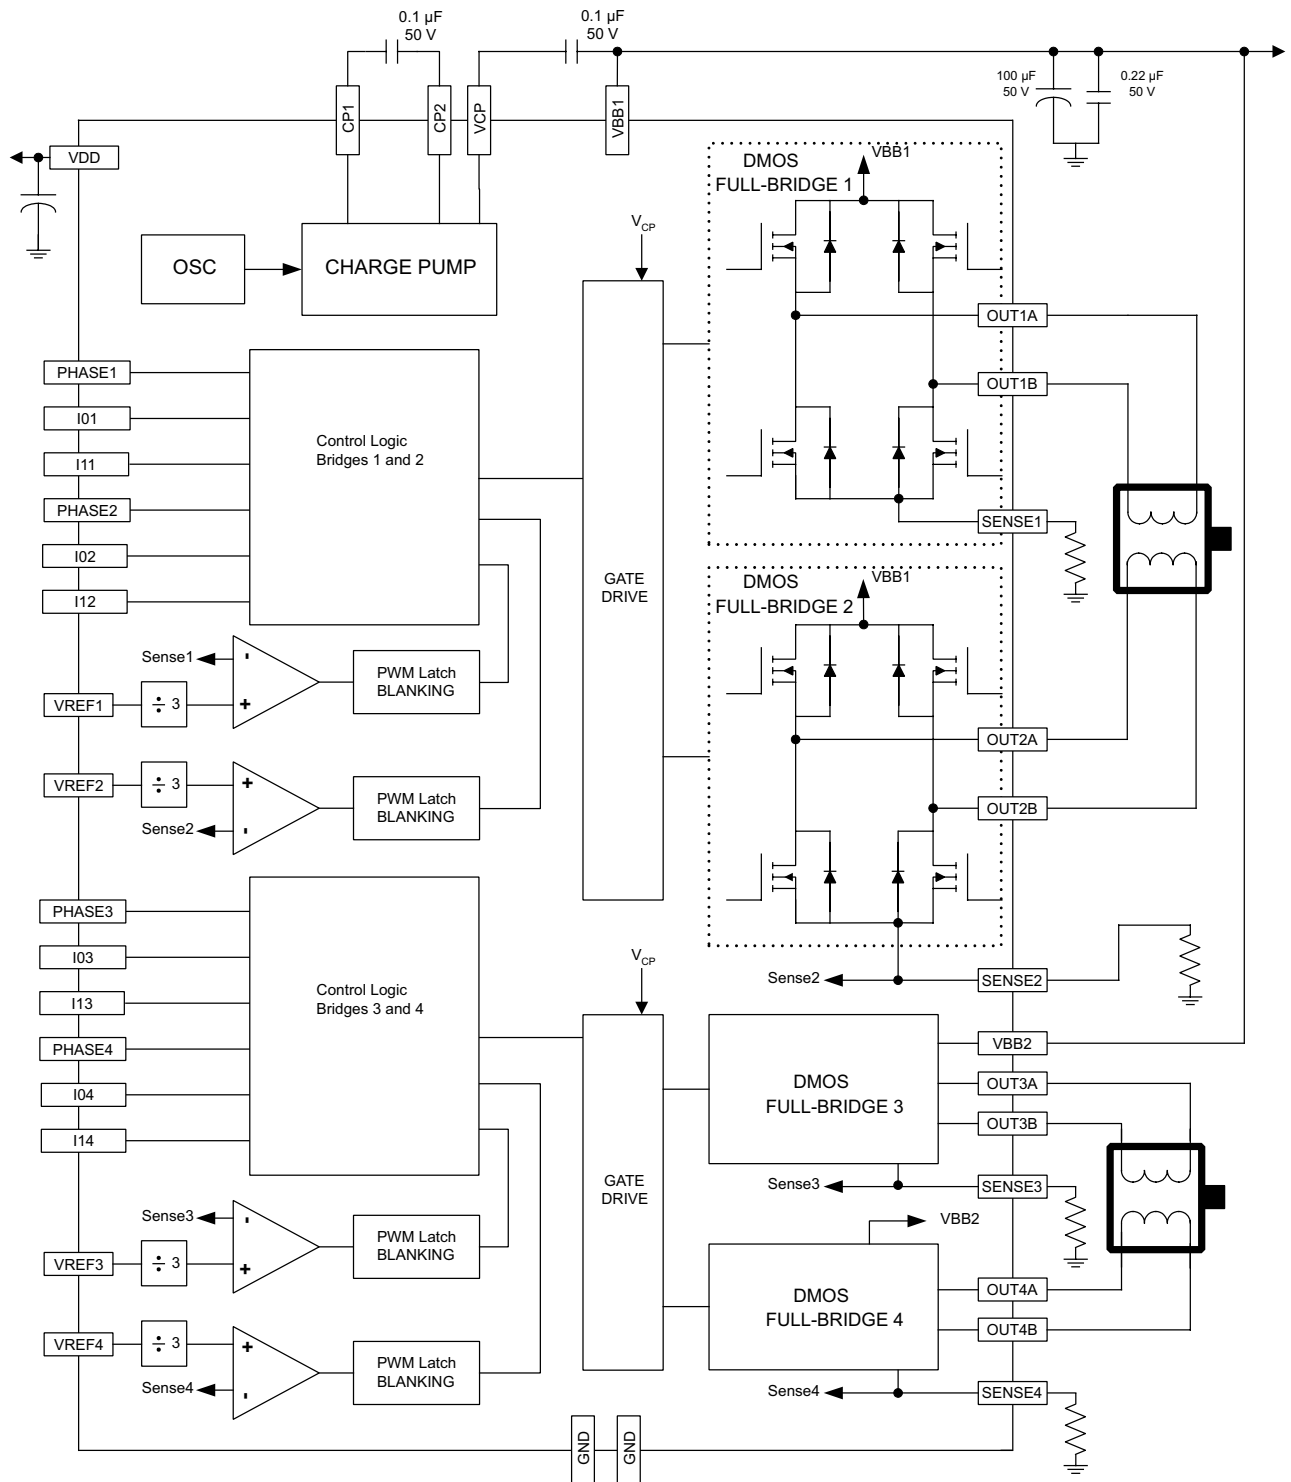 0.1 µF
50 V
0.1 µF
50 V
100 µF
50 V
0.22 µF
50 V
CP1
CP2
VCP
VBB1
VDD
DMOS
FULL-BRIDGE 1
VBB1
OSC
CHARGE PUMP
VCP
OUT1A
OUT1B
SENSE1
PHASE1
I01
I11
PHASE2
I02
I12
Control Logic
Bridges 1 and 2
GATE
DRIVE
DMOS
FULL-BRIDGE 2
VBB1
Sense1
-
+
VREF1
÷ 3
PWM Latch
BLANKING
VREF2
÷ 3
+
-
Sense2
PWM Latch
BLANKING
OUT2A
OUT2B
Sense2
SENSE2
PHASE3
I03
I13
PHASE4
I04
I14
Control Logic
Bridges 3 and 4
VCP
GATE
DRIVE
DMOS
FULL-BRIDGE 3
VBB2
OUT3A
OUT3B
Sense3
SENSE3
VBB2
DMOS
FULL-BRIDGE 4
OUT4A
OUT4B
Sense4
SENSE4
Sense3
-
+
VREF3
÷ 3
PWM Latch
BLANKING
VREF4
÷ 3
+
-
Sense4
PWM Latch
BLANKING
GND
GND